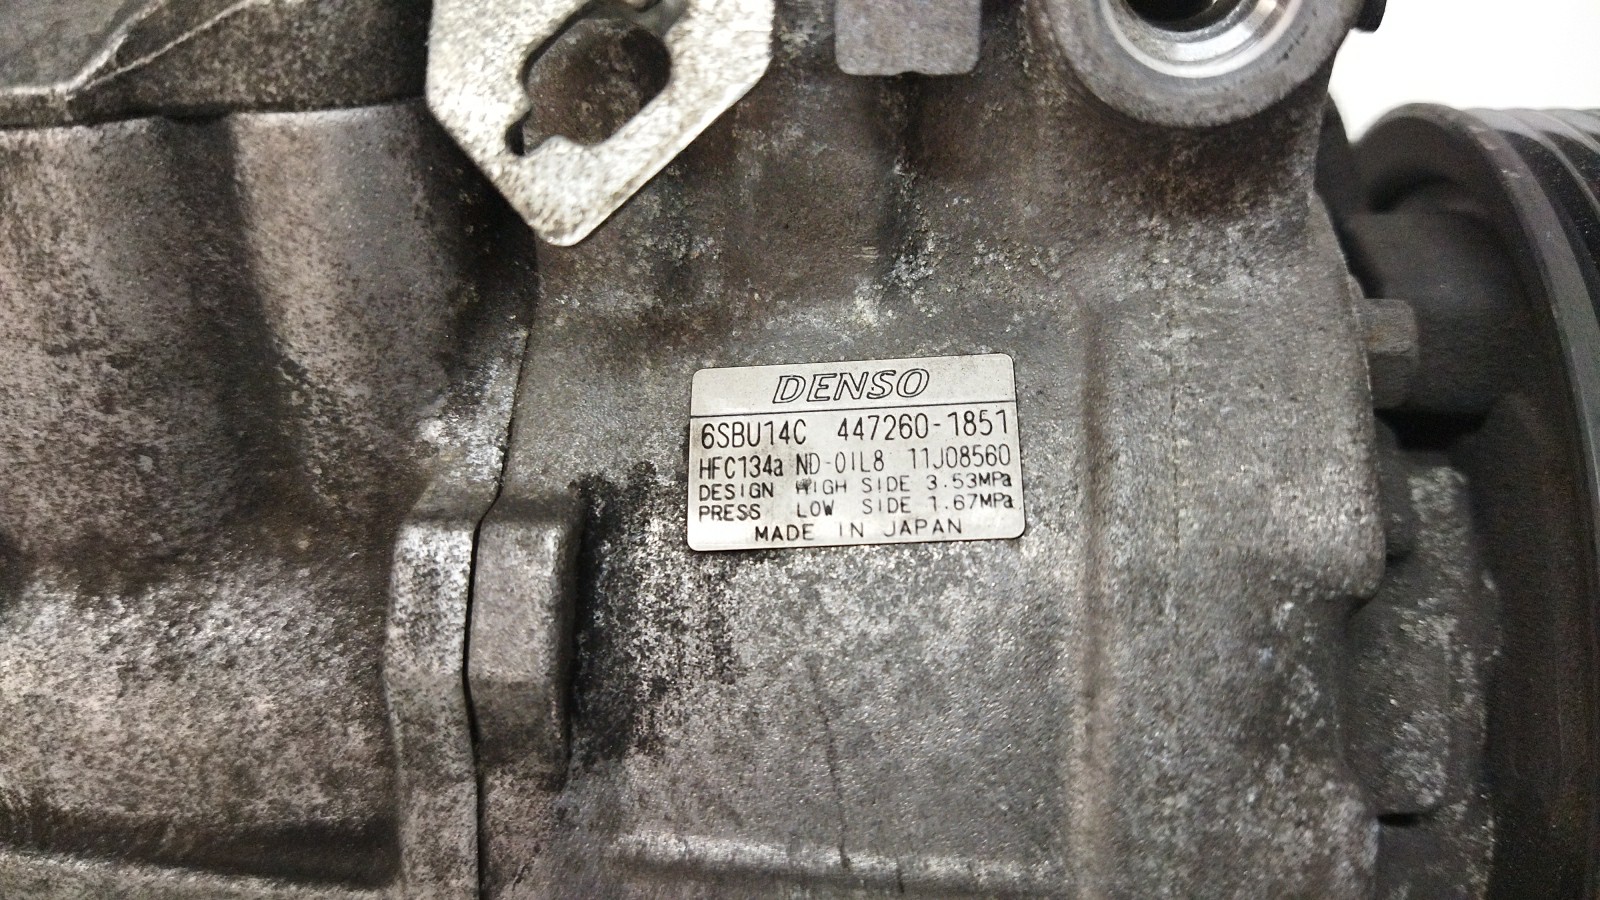 DENSO
6SBU14C 447260-1851
HFC134a ND-OIL8 11J08560
DESIGN HIGH SIDE 3.53MPa
PRESS LOW SIDE 1.67MPa
MADE IN JAPAN